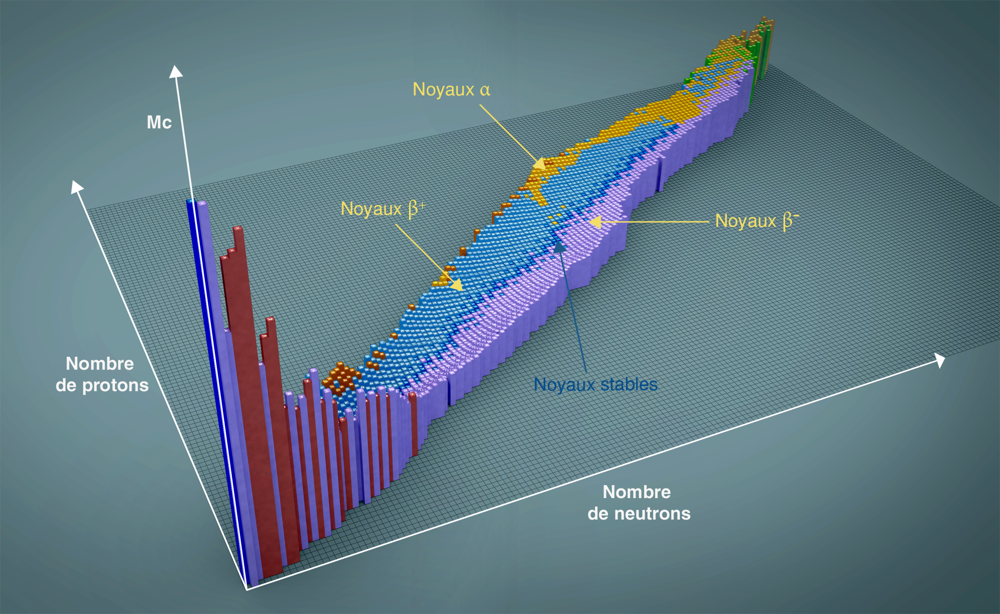 Noyaux α
Mc
Noyaux β⁺
Noyaux β⁻
Nombre
de protons
Noyaux stables
Nombre
de neutrons